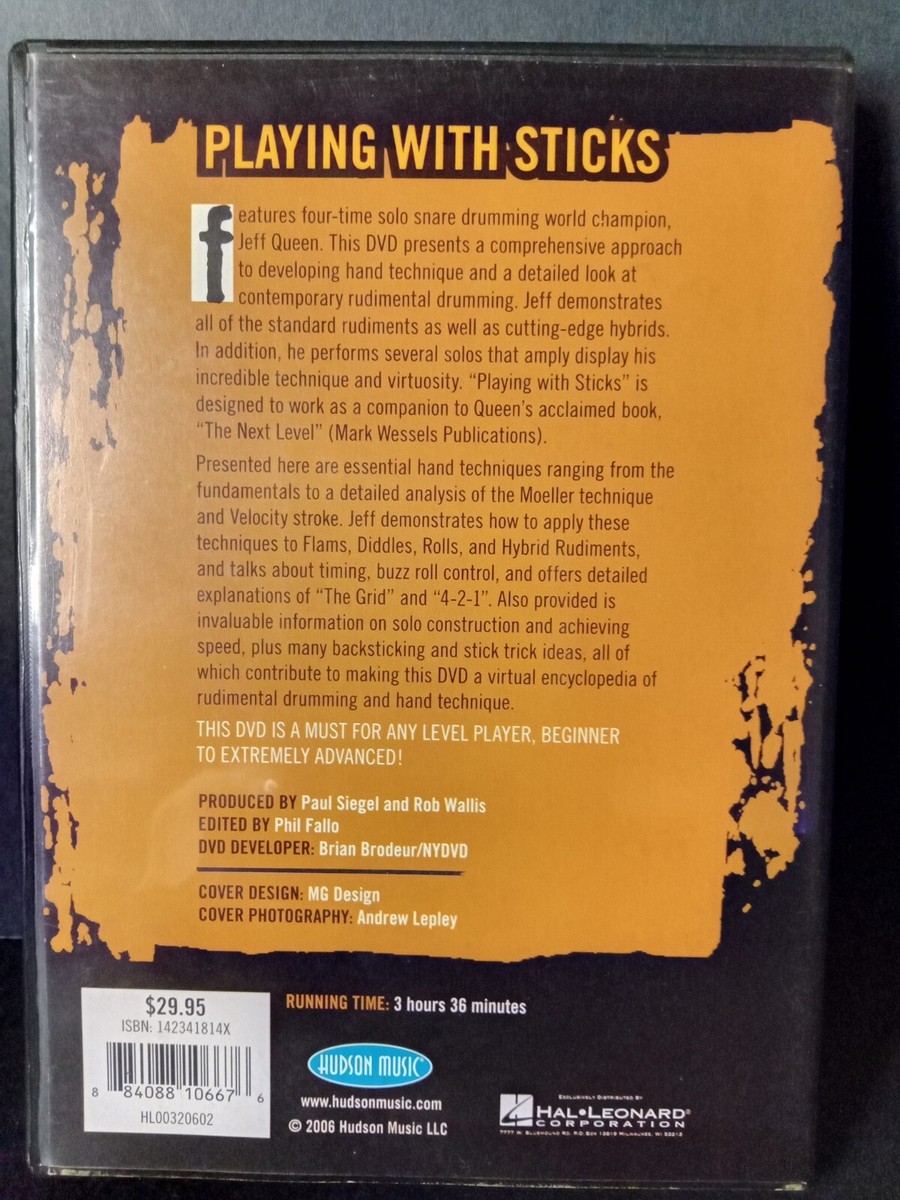 PLAYING WITH STICKS
features four-time solo snare drumming world champion,
Jeff Queen. This DVD presents a comprehensive approach
to developing hand technique and a detailed look at
contemporary rudimental drumming. Jeff demonstrates
all of the standard rudiments as well as cutting-edge hybrids.
In addition, he performs several solos that amply display his
incredible technique and virtuosity. “Playing with Sticks” is
designed to work as a companion to Queen’s acclaimed book,
“The Next Level” (Mark Wessels Publications).
Presented here are essential hand techniques ranging from the
fundamentals to a detailed analysis of the Moeller technique
and Velocity stroke. Jeff demonstrates how to apply these
techniques to Flams, Diddles, Rolls, and Hybrid Rudiments,
and talks about timing, buzz roll control, and offers detailed
explanations of “The Grid” and “4-2-1”. Also provided is
invaluable information on solo construction and achieving
speed, plus many backsticking and stick trick ideas, all of
which contribute to making this DVD a virtual encyclopedia of
rudimental drumming and hand technique.
THIS DVD IS A MUST FOR ANY LEVEL PLAYER, BEGINNER
TO EXTREMELY ADVANCED!
PRODUCED BY Paul Siegel and Rob Wallis
EDITED BY Phil Fallo
DVD DEVELOPER: Brian Brodeur/NYDVD
COVER DESIGN: MG Design
COVER PHOTOGRAPHY: Andrew Lepley
$29.95
ISBN: 142341814X
8 84088 10667 6
HL00320602
RUNNING TIME: 3 hours 36 minutes
HUDSON MUSIC®
www.hudsonmusic.com
© 2006 Hudson Music LLC
EXCLUSIVELY DISTRIBUTED BY
HAL•LEONARD®
CORPORATION
7777 W. BLUEMOUND RD. P.O. BOX 13819 MILWAUKEE, WI 53213